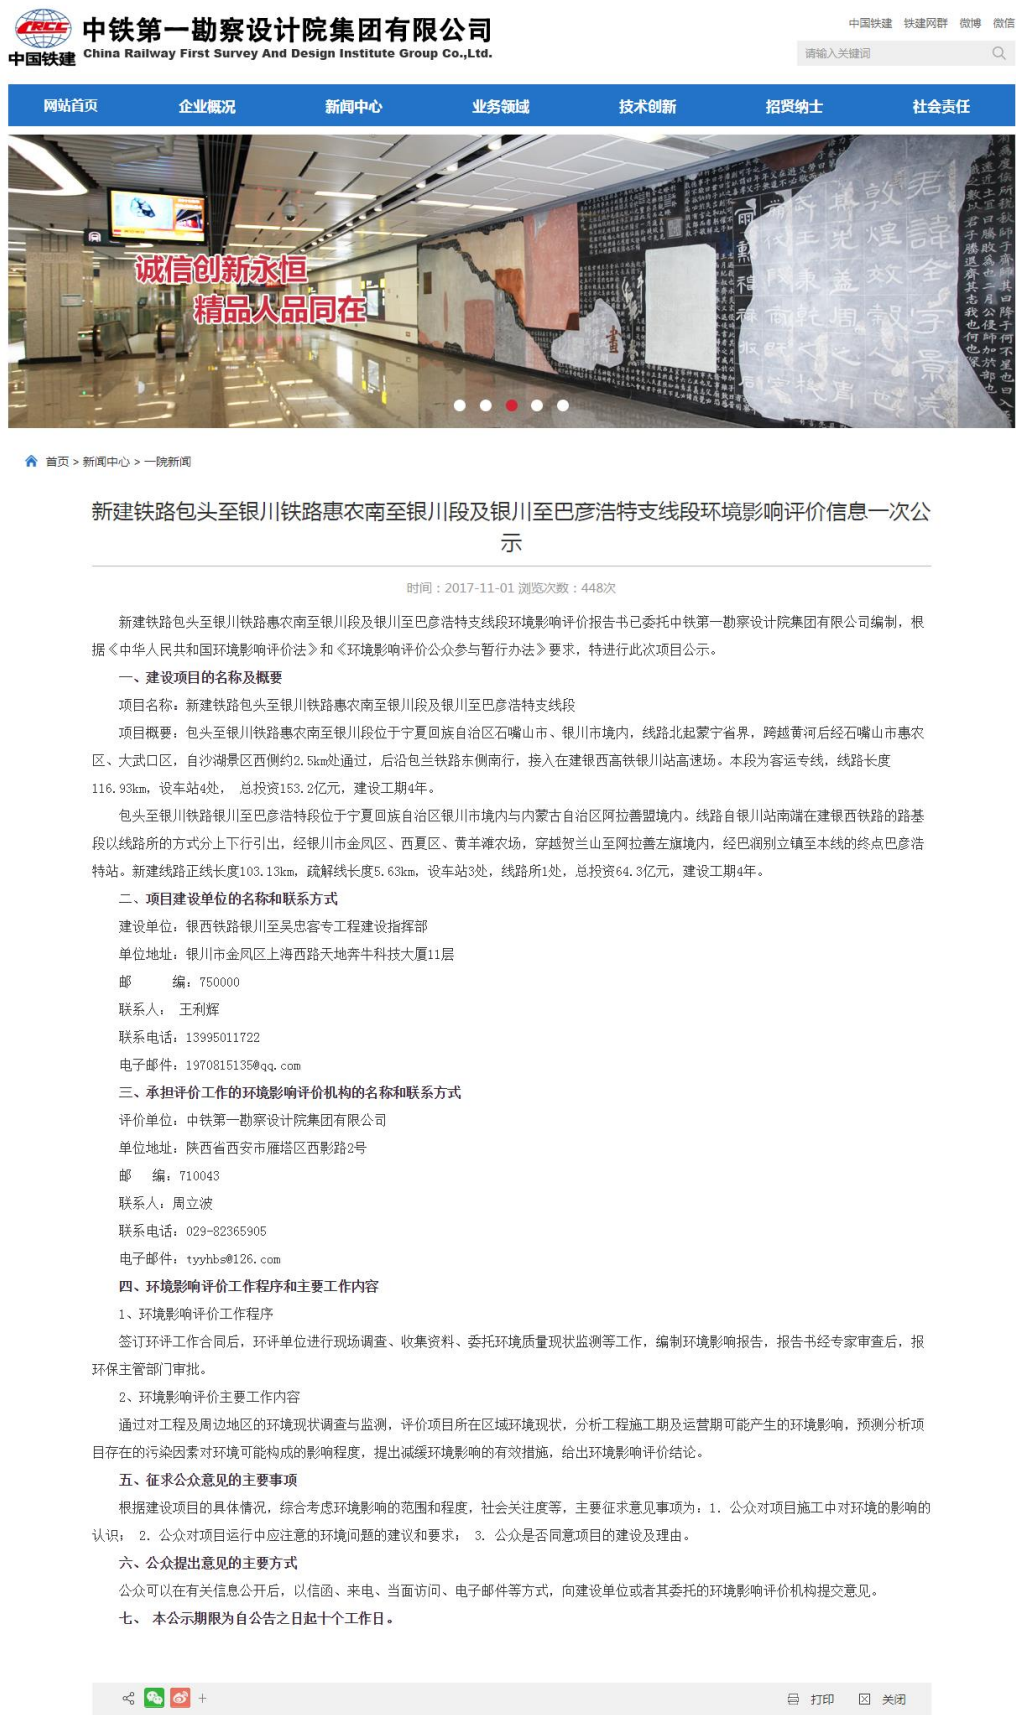 CRCC
中国铁建
中铁第一勘察设计院集团有限公司
China Railway First Survey And Design Institute Group Co.,Ltd.
中国铁建 铁建网群 微博 微信
请输入关键词
网站首页 企业概况 新闻中心 业务领域 技术创新 招贤纳士 社会责任
诚信创新永恒
精品人品同在
首页 > 新闻中心 > 一院新闻
新建铁路包头至银川铁路惠农南至银川段及银川至巴彦浩特支线段环境影响评价信息一次公
示
时间：2017-11-01 浏览次数：448次
新建铁路包头至银川铁路惠农南至银川段及银川至巴彦浩特支线段环境影响评价报告书已委托中铁第一勘察设计院集团有限公司编制，根
据《中华人民共和国环境影响评价法》和《环境影响评价公众参与暂行办法》要求，特进行此次项目公示。
一、建设项目的名称及概要
项目名称：新建铁路包头至银川铁路惠农南至银川段及银川至巴彦浩特支线段
项目概要：包头至银川铁路惠农南至银川段位于宁夏回族自治区石嘴山市、银川市境内，线路北起蒙宁省界，跨越黄河后经石嘴山市惠农
区、大武口区，自沙湖景区西侧约2.5km处通过，后沿包兰铁路东侧南行，接入在建银西高铁银川站高速场。本段为客运专线，线路长度
116.93km，设车站4处， 总投资153.2亿元，建设工期4年。
包头至银川铁路银川至巴彦浩特段位于宁夏回族自治区银川市境内与内蒙古自治区阿拉善盟境内。线路自银川站南端在建银西铁路的路基
段以线路所的方式分上下行引出，经银川市金凤区、西夏区、黄羊滩农场，穿越贺兰山至阿拉善左旗境内，经巴润别立镇至本线的终点巴彦浩
特站。新建线路正线长度103.13km，疏解线长度5.63km，设车站3处，线路所1处，总投资64.3亿元，建设工期4年。
二、项目建设单位的名称和联系方式
建设单位：银西铁路银川至吴忠客专工程建设指挥部
单位地址：银川市金凤区上海西路天地奔牛科技大厦11层
邮 编：750000
联系人： 王利辉
联系电话：13995011722
电子邮件：1970815135@qq.com
三、承担评价工作的环境影响评价机构的名称和联系方式
评价单位：中铁第一勘察设计院集团有限公司
单位地址：陕西省西安市雁塔区西影路2号
邮 编：710043
联系人：周立波
联系电话：029-82365905
电子邮件：tyyhbs@126.com
四、环境影响评价工作程序和主要工作内容
1、环境影响评价工作程序
签订环评工作合同后，环评单位进行现场调查、收集资料、委托环境质量现状监测等工作，编制环境影响报告，报告书经专家审查后，报
环保主管部门审批。
2、环境影响评价主要工作内容
通过对工程及周边地区的环境现状调查与监测，评价项目所在区域环境现状，分析工程施工期及运营期可能产生的环境影响，预测分析项
目存在的污染因素对环境可能构成的影响程度，提出减缓环境影响的有效措施，给出环境影响评价结论。
五、征求公众意见的主要事项
根据建设项目的具体情况，综合考虑环境影响的范围和程度，社会关注度等，主要征求意见事项为：1. 公众对项目施工中对环境的影响的
认识； 2. 公众对项目运行中应注意的环境问题的建议和要求； 3. 公众是否同意项目的建设及理由。
六、公众提出意见的主要方式
公众可以在有关信息公开后，以信函、来电、当面访问、电子邮件等方式，向建设单位或者其委托的环境影响评价机构提交意见。
七、 本公示期限为自公告之日起十个工作日。
打印 关闭